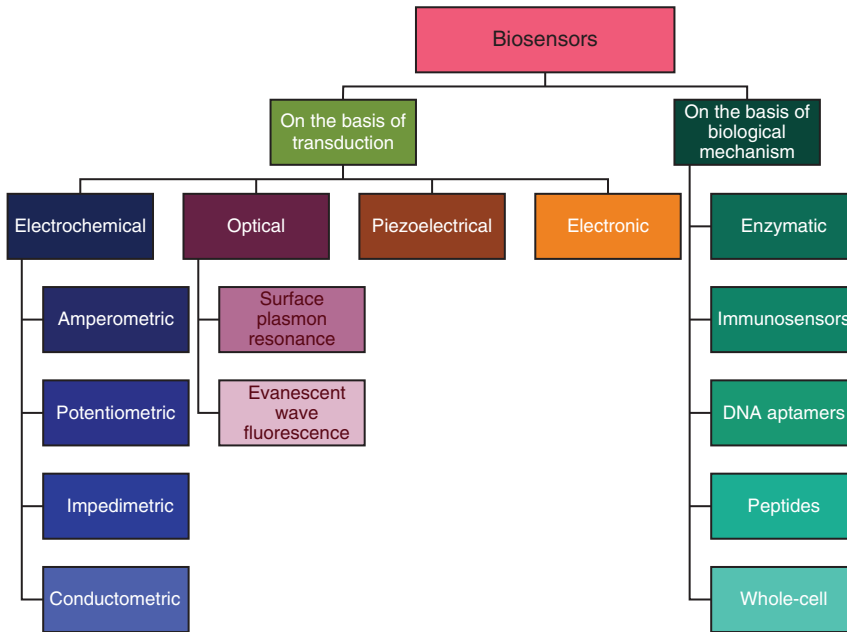 Biosensors
On the basis of
transduction
On the basis of
biological
mechanism
Electrochemical
Optical
Piezoelectrical
Electronic
Enzymatic
Amperometric
Surface
plasmon
resonance
Immunosensors
Potentiometric
Evanescent
wave
fluorescence
DNA aptamers
Impedimetric
Peptides
Conductometric
Whole-cell